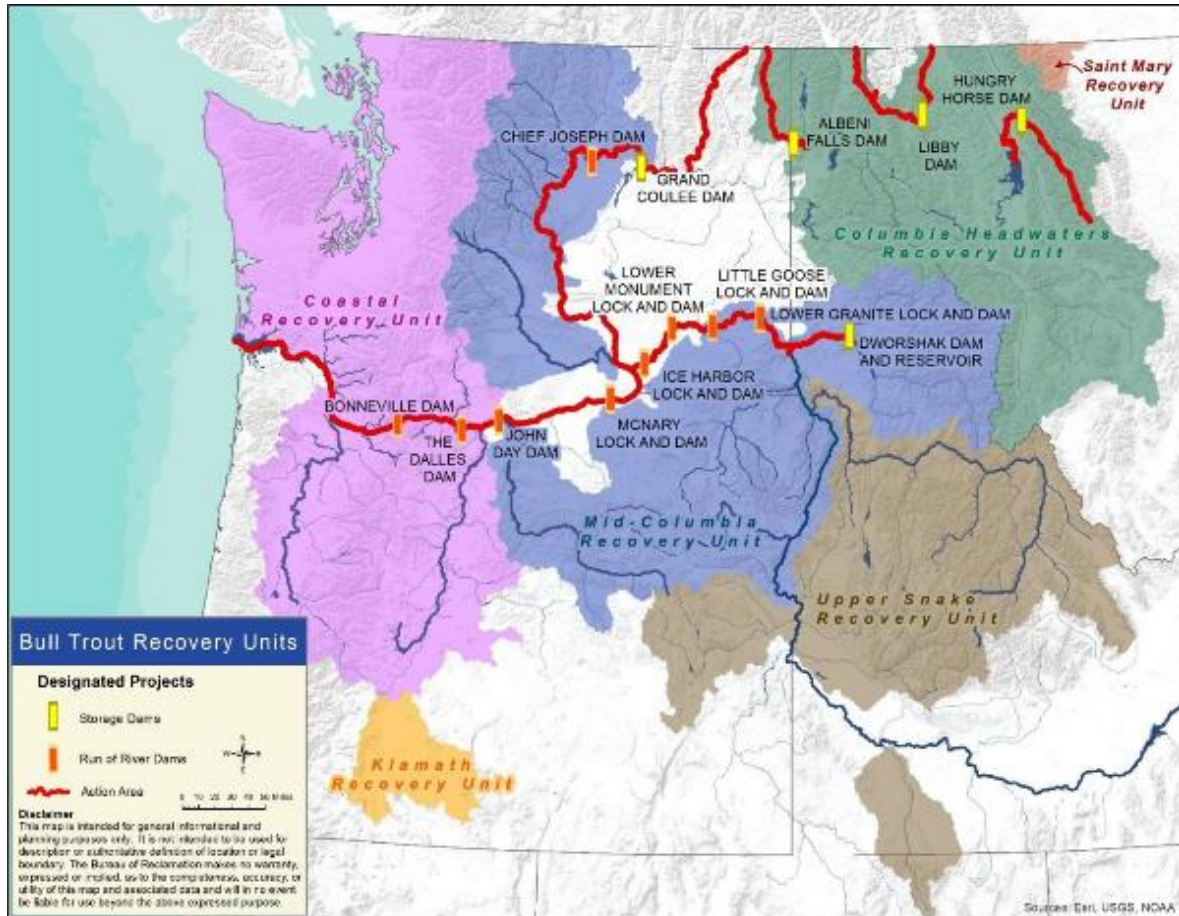 Saint Mary
Recovery
Unit
HUNGRY
HORSE DAM
CHIEF JOSEPH DAM
ALBENI
FALLS DAM
LIBBY
DAM
GRAND
COULEE DAM
Columbia Headwaters
Recovery Unit
LOWER
MONUMENT
LOCK AND DAM
LITTLE GOOSE
LOCK AND DAM
Coastal
Recovery Unit
LOWER GRANITE LOCK AND DAM
DWORSHAK DAM
AND RESERVOIR
ICE HARBOR
LOCK AND DAM
BONNEVILLE DAM
THE
DALLES
DAM
JOHN
DAY DAM
MCNARY
LOCK AND DAM
Mid-Columbia
Recovery Unit
Upper Snake
Recovery Unit
Klamath
Recovery Unit
Bull Trout Recovery Units
Designated Projects
Storage Dams
Run of River Dams
N
W E
S
Action Area
0 10 20 30 40 50 Miles
Disclaimer
This map is intended for general informational and
planning purposes only. It is not intended to be used for
description or authoritative definition of location or legal
boundary. The Bureau of Reclamation makes no warranty,
expressed or implied, as to the completeness, accuracy, or
utility of this map and associated data and will in no event
be liable for use beyond the above expressed purpose.
Sources: Esri, USGS, NOAA